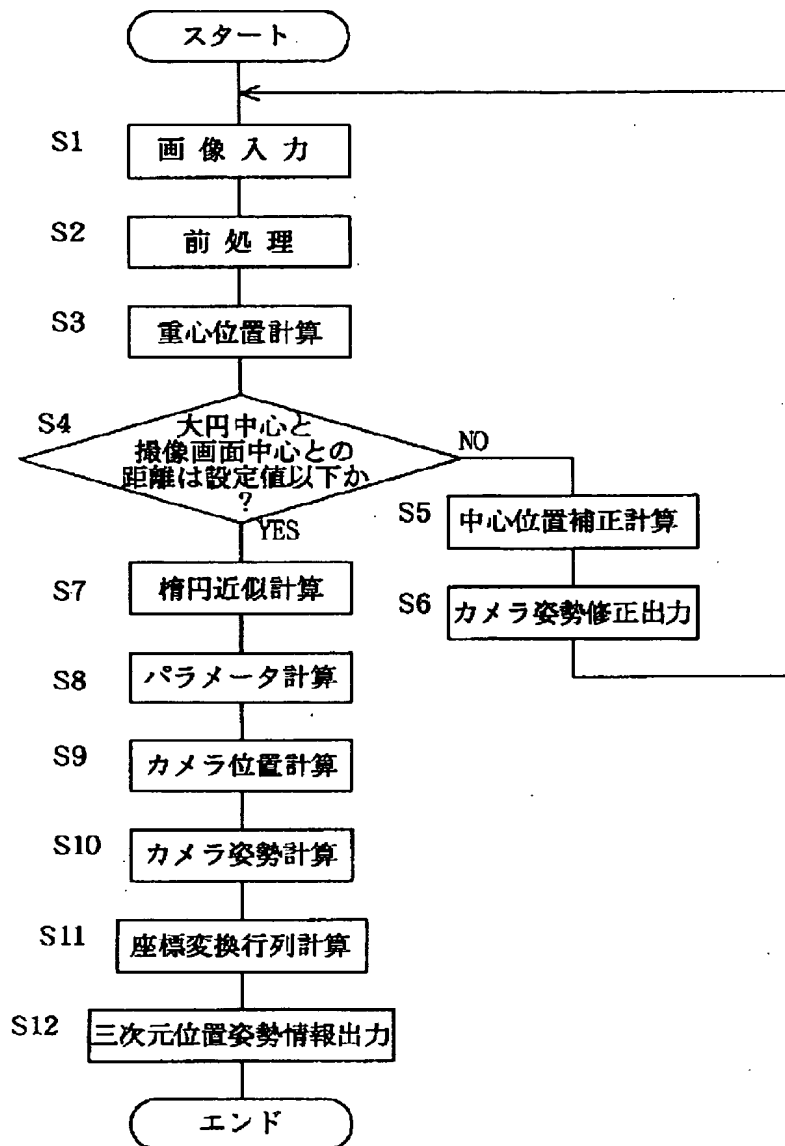 スタート
S1
画像入力
S2
前処理
S3
重心位置計算
S4
大円中心と
撮像画面中心との
距離は設定値以下か
?
NO
YES
S5
中心位置補正計算
S6
カメラ姿勢修正出力
S7
楕円近似計算
S8
パラメータ計算
S9
カメラ位置計算
S10
カメラ姿勢計算
S11
座標変換行列計算
S12
三次元位置姿勢情報出力
エンド